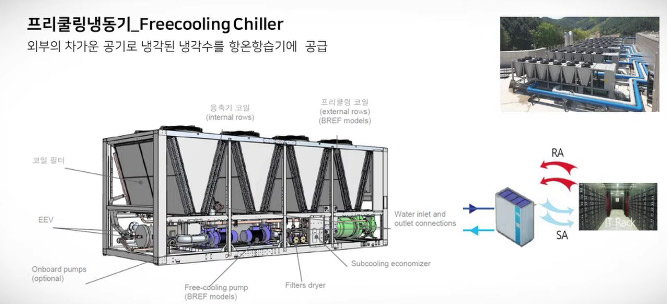 프리쿨링냉동기_Freecooling Chiller
외부의 차가운 공기로 냉각된 냉각수를 항온항습기에 공급
응축기 코일
(internal rows)
프리쿨링 코일
(external rows)
(BREF models)
코일 필터
EEV
Onboard pumps
(optional)
Free-cooling pump
(BREF models)
Filters dryer
Subcooling economizer
Water inlet and
outlet connections
RA
SA
IT Rack